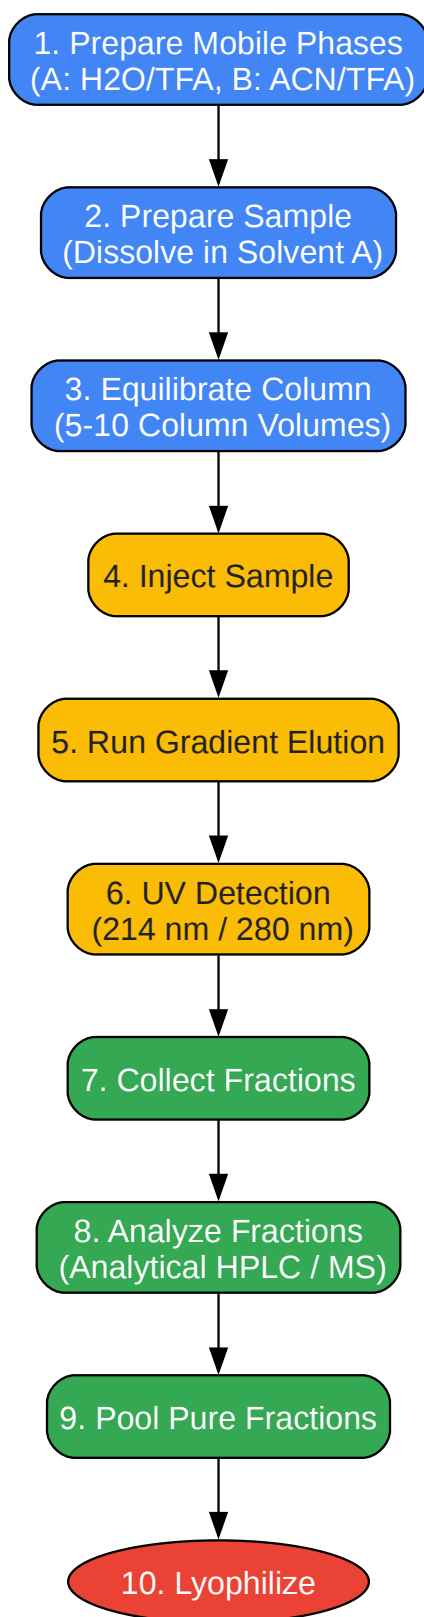 1. Prepare Mobile Phases
(A: H2O/TFA, B: ACN/TFA)
2. Prepare Sample
(Dissolve in Solvent A)
3. Equilibrate Column
(5-10 Column Volumes)
4. Inject Sample
5. Run Gradient Elution
6. UV Detection
(214 nm / 280 nm)
7. Collect Fractions
8. Analyze Fractions
(Analytical HPLC / MS)
9. Pool Pure Fractions
10. Lyophilize